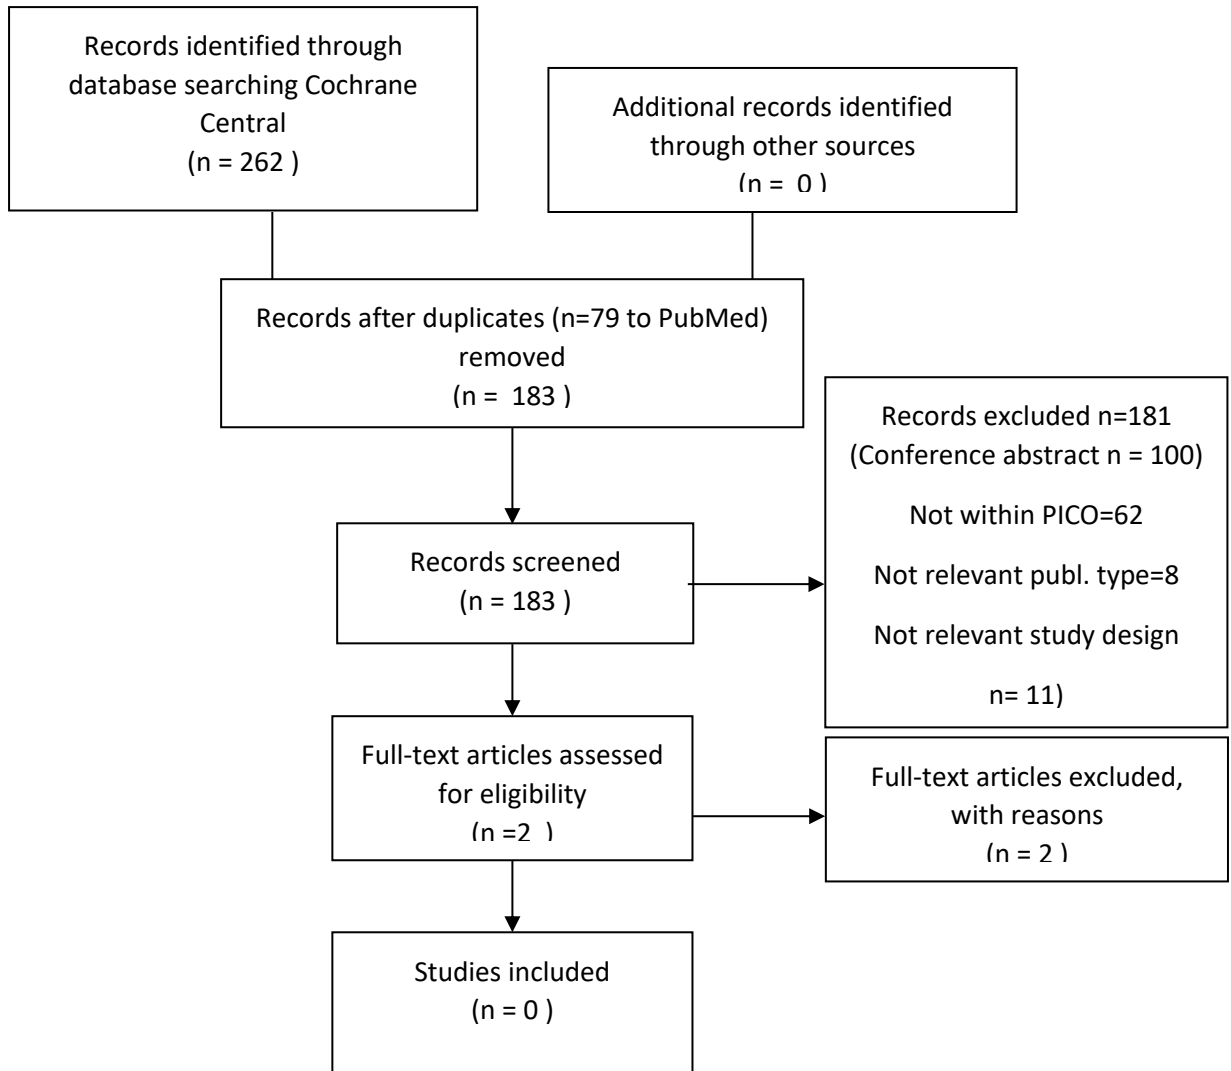 Records identified through
database searching Cochrane
Central
(n = 262 )
Additional records identified
through other sources
(n = 0 )
Records after duplicates (n=79 to PubMed)
removed
(n = 183 )
Records excluded n=181
(Conference abstract n = 100)
Not within PICO=62
Not relevant publ. type=8
Not relevant study design
n= 11)
Records screened
(n = 183 )
Full-text articles assessed
for eligibility
(n =2 )
Full-text articles excluded,
with reasons
(n = 2 )
Studies included
(n = 0 )